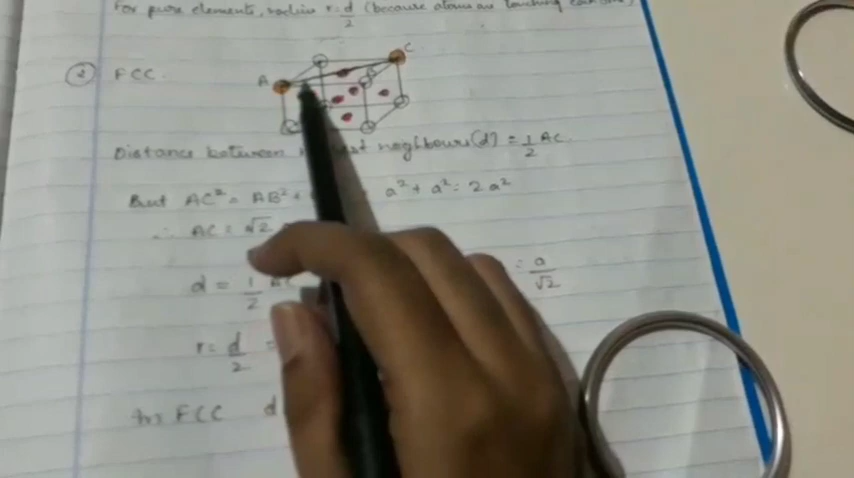 For pure elements, radius r = d/2 (because atoms are touching each other)
② FCC.
A C
Distance between nearest neighbours (d) = 1/2 AC.
But AC² = AB² + a² + a² = 2a²
∴ AC = √2
d = 1/2 AC = a/√2
r = d/2 =
for FCC d